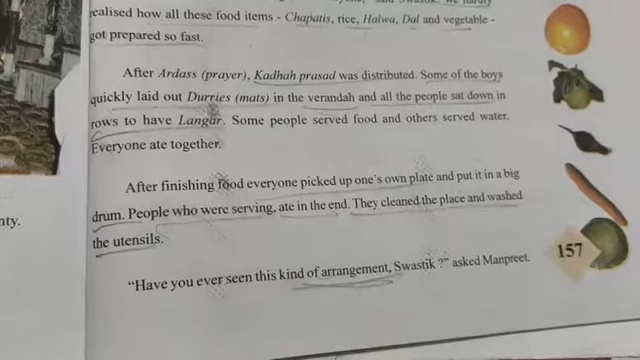 realised how all these food items - Chapatis, rice, Halwa, Dal and vegetable -
got prepared so fast.
After Ardass (prayer), Kadhah prasad was distributed. Some of the boys
quickly laid out Durries (mats) in the verandah and all the people sat down in
rows to have Langar. Some people served food and others served water.
Everyone ate together.
After finishing food everyone picked up one's own plate and put it in a big
drum. People who were serving, ate in the end. They cleaned the place and washed
the utensils.
nty.
157
"Have you ever seen this kind of arrangement, Swastik ?" asked Manpreet.